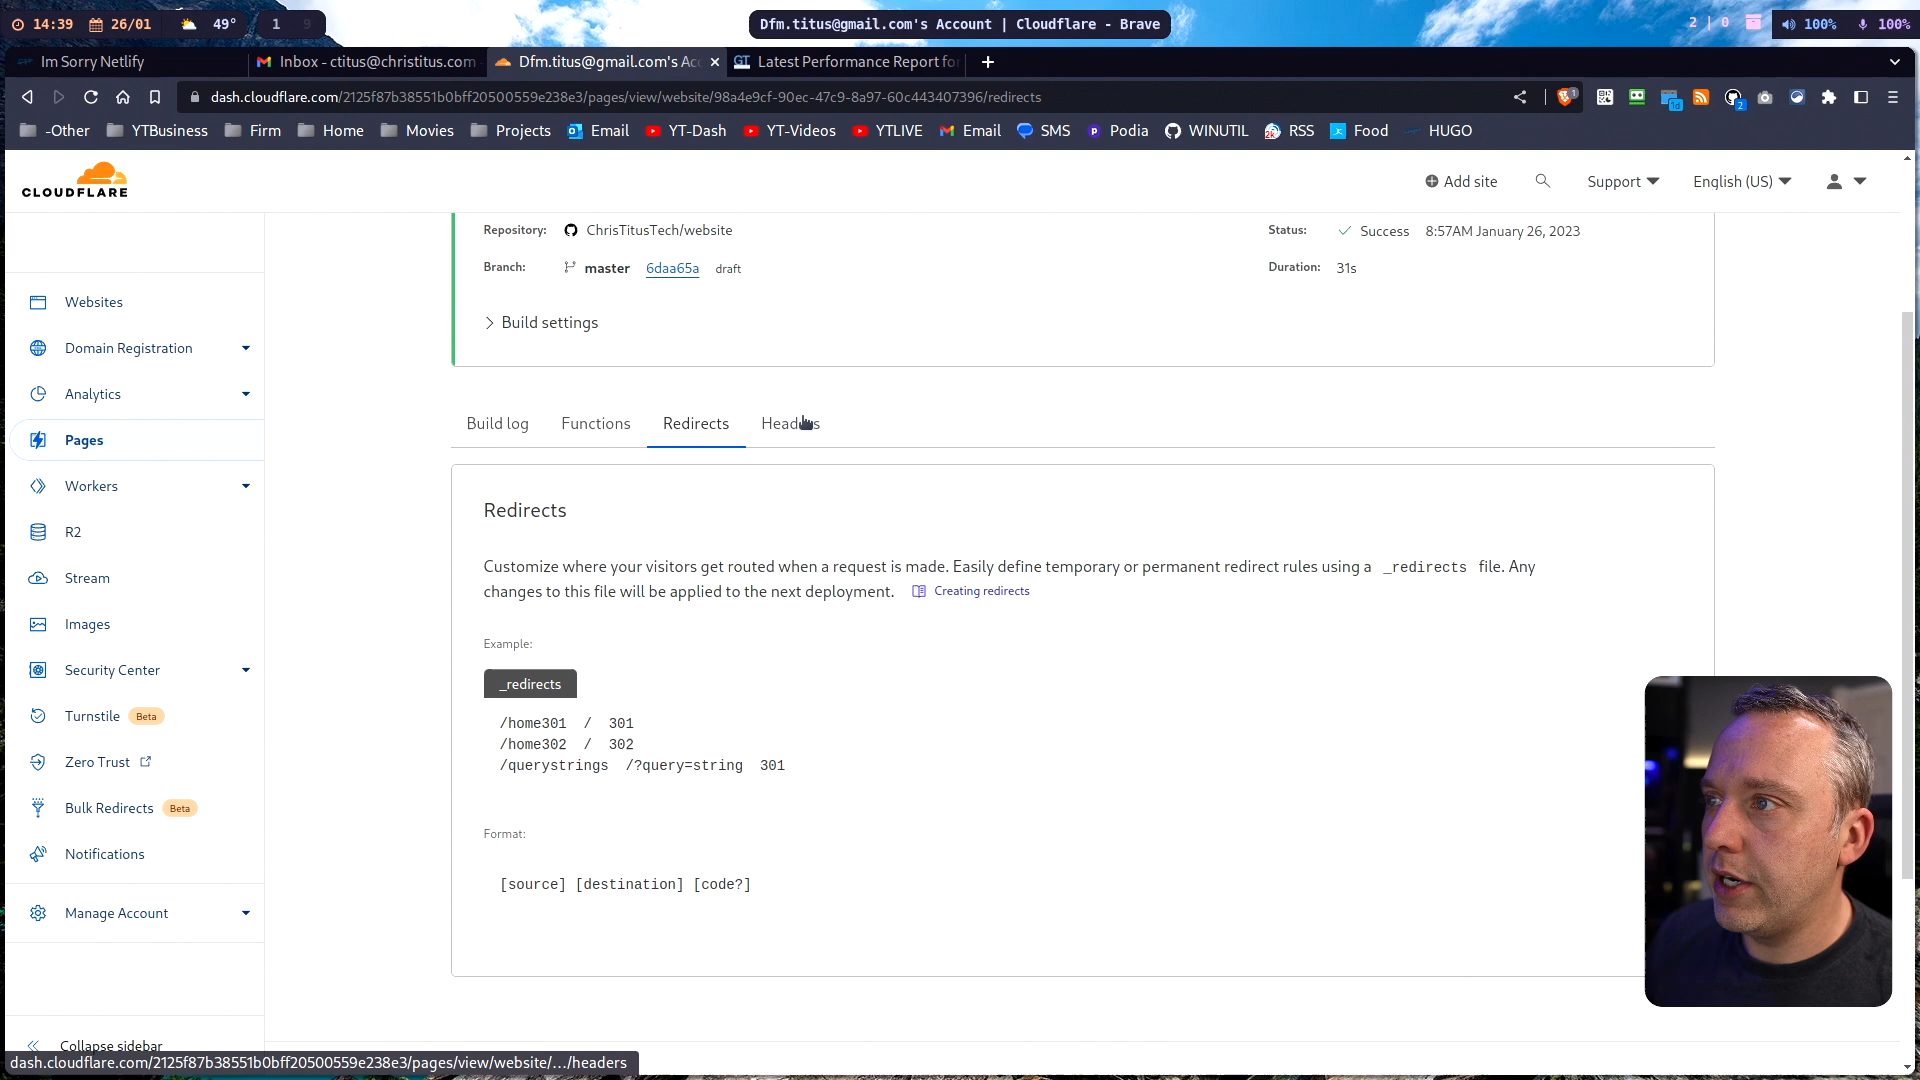 14:39 26/01 49° 1 9
Dfm.titus@gmail.com's Account | Cloudflare - Brave
2 | 0 100% 100%
Im Sorry Netlify
Inbox - ctitus@christitus.com
Dfm.titus@gmail.com's Acc
GT Latest Performance Report for
dash.cloudflare.com/2125f87b38551b0bff20500559e238e3/pages/view/website/98a4e9cf-90ec-47c9-8a97-60c443407396/redirects
1 1d 2
-Other YTBusiness Firm Home Movies Projects Email YT-Dash YT-Videos YTLIVE Email SMS Podia WINUTIL RSS Food HUGO
CLOUDFLARE
Add site Support English (US)
Websites
Domain Registration
Analytics
Pages
Workers
R2
Stream
Images
Security Center
Turnstile Beta
Zero Trust
Bulk Redirects Beta
Notifications
Manage Account
Collapse sidebar
Repository: ChrisTitusTech/website
Status: Success 8:57AM January 26, 2023
Branch: master 6daa65a draft
Duration: 31s
Build settings
Build log Functions Redirects Headers
Redirects
Customize where your visitors get routed when a request is made. Easily define temporary or permanent redirect rules using a _redirects file. Any
changes to this file will be applied to the next deployment. Creating redirects
Example:
_redirects
/home301 / 301
/home302 / 302
/querystrings /?query=string 301
Format:
[source] [destination] [code?]
dash.cloudflare.com/2125f87b38551b0bff20500559e238e3/pages/view/website/…/headers